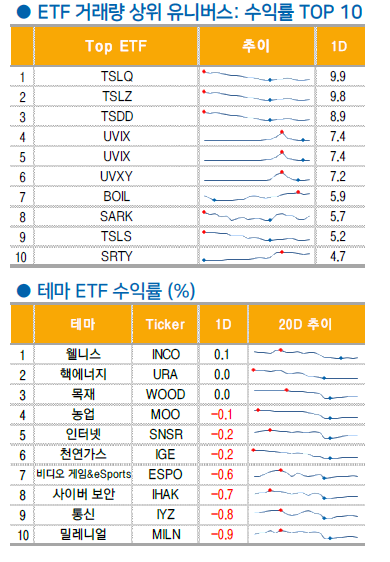 ● ETF 거래량 상위 유니버스: 수익률 TOP 10
Top ETF 추이 1D
1 TSLQ 9.9
2 TSLZ 9.8
3 TSDD 8.9
4 UVIX 7.4
5 UVIX 7.4
6 UVXY 7.2
7 BOIL 5.9
8 SARK 5.7
9 TSLS 5.2
10 SRTY 4.7
● 테마 ETF 수익률 (%)
테마 Ticker 1D 20D 추이
1 웰니스 INCO 0.1
2 핵에너지 URA 0.0
3 목재 WOOD 0.0
4 농업 MOO -0.1
5 인터넷 SNSR -0.2
6 천연가스 IGE -0.2
7 비디오 게임&eSports ESPO -0.6
8 사이버 보안 IHAK -0.7
9 통신 IYZ -0.8
10 밀레니얼 MILN -0.9